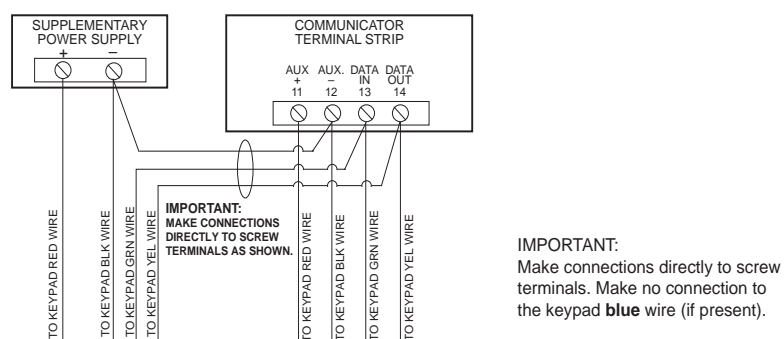 SUPPLEMENTARY
POWER SUPPLY
+ –
COMMUNICATOR
TERMINAL STRIP
AUX AUX. DATA DATA
+ – IN OUT
11 12 13 14
IMPORTANT:
MAKE CONNECTIONS
DIRECTLY TO SCREW
TERMINALS AS SHOWN.
TO KEYPAD RED WIRE
TO KEYPAD BLK WIRE
TO KEYPAD GRN WIRE
TO KEYPAD YEL WIRE
TO KEYPAD RED WIRE
TO KEYPAD BLK WIRE
TO KEYPAD GRN WIRE
TO KEYPAD YEL WIRE
IMPORTANT:
Make connections directly to screw
terminals. Make no connection to
the keypad blue wire (if present).